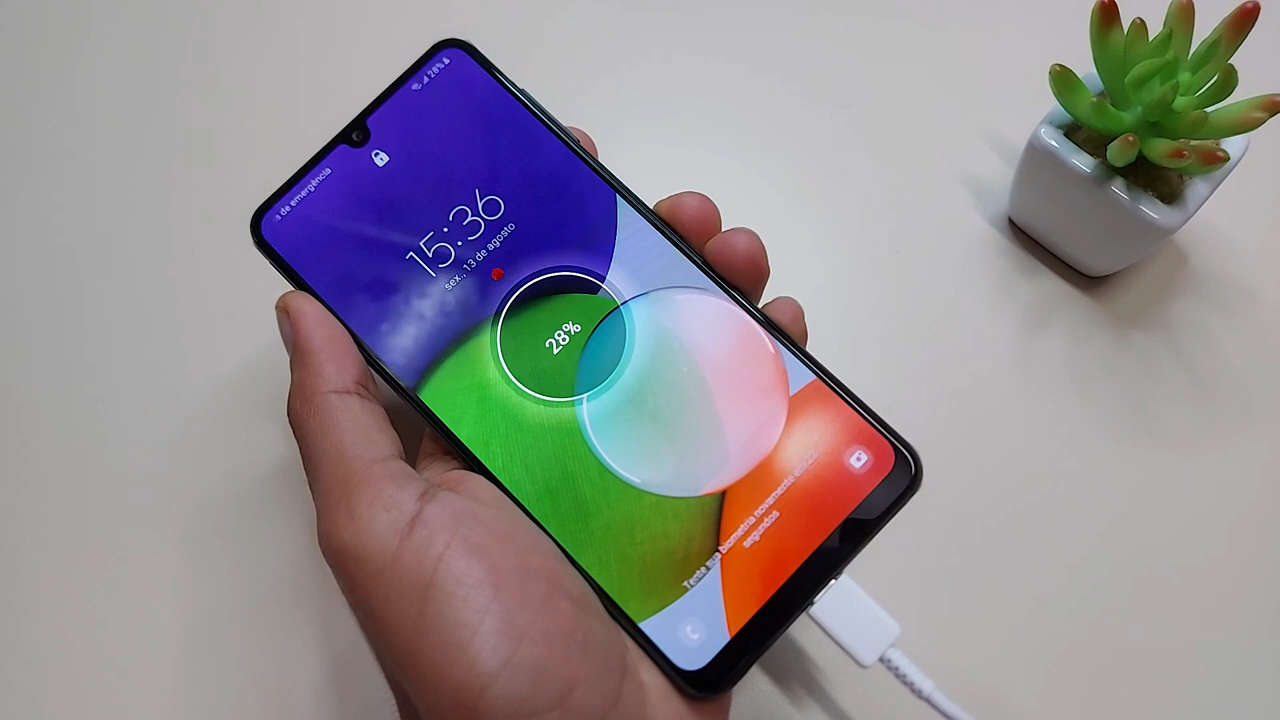 28%
de emergência
15:36
sex., 13 de agosto
28%
Tente sua biometria novamente em
segundos